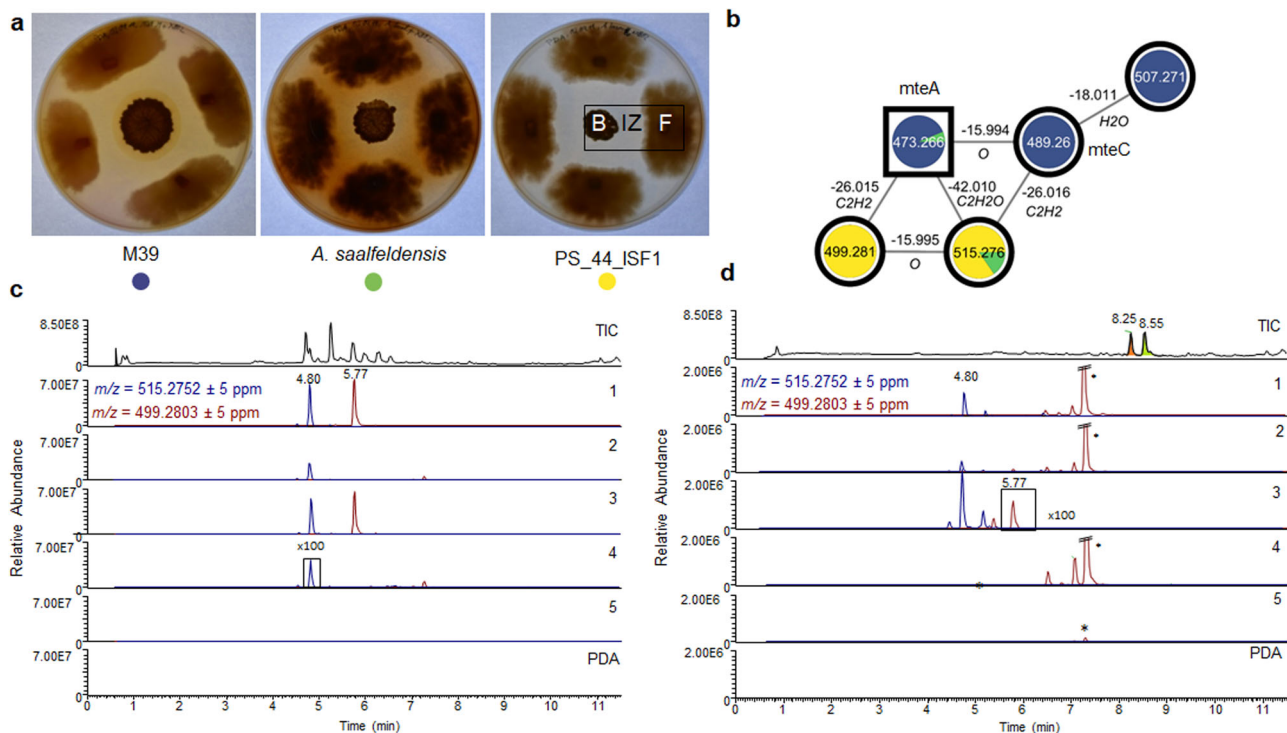 a
B IZ F
M39
A. saalfeldensis
PS_44_ISF1
b
mteA
473.266
-15.994
O
489.26
mteC
-18.011
H2O
507.271
-26.015
C2H2
-42.010
C2H2O
-26.016
C2H2
499.281
-15.995
O
515.276
c
8.50E8
0
TIC
7.00E7
0
m/z = 515.2752 ± 5 ppm
m/z = 499.2803 ± 5 ppm
4.80
5.77
1
7.00E7
0
2
7.00E7
0
3
7.00E7
0
x100
4
7.00E7
0
5
7.00E7
0
PDA
Relative Abundance
0 1 2 3 4 5 6 7 8 9 10 11
Time (min)
d
8.50E8
0
8.25
8.55
TIC
2.00E6
0
m/z = 515.2752 ± 5 ppm
m/z = 499.2803 ± 5 ppm
4.80
*
1
2.00E6
0
*
2
2.00E6
0
5.77
x100
3
2.00E6
0
*
*
4
2.00E6
0
*
5
2.00E6
0
PDA
Relative Abundance
0 1 2 3 4 5 6 7 8 9 10 11
Time (min)